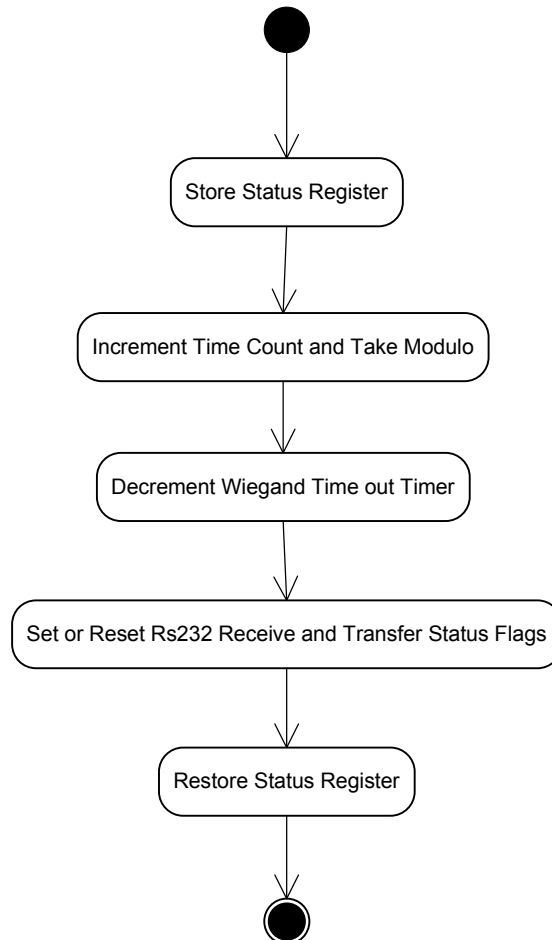 Store Status Register
Increment Time Count and Take Modulo
Decrement Wiegand Time out Timer
Set or Reset Rs232 Receive and Transfer Status Flags
Restore Status Register